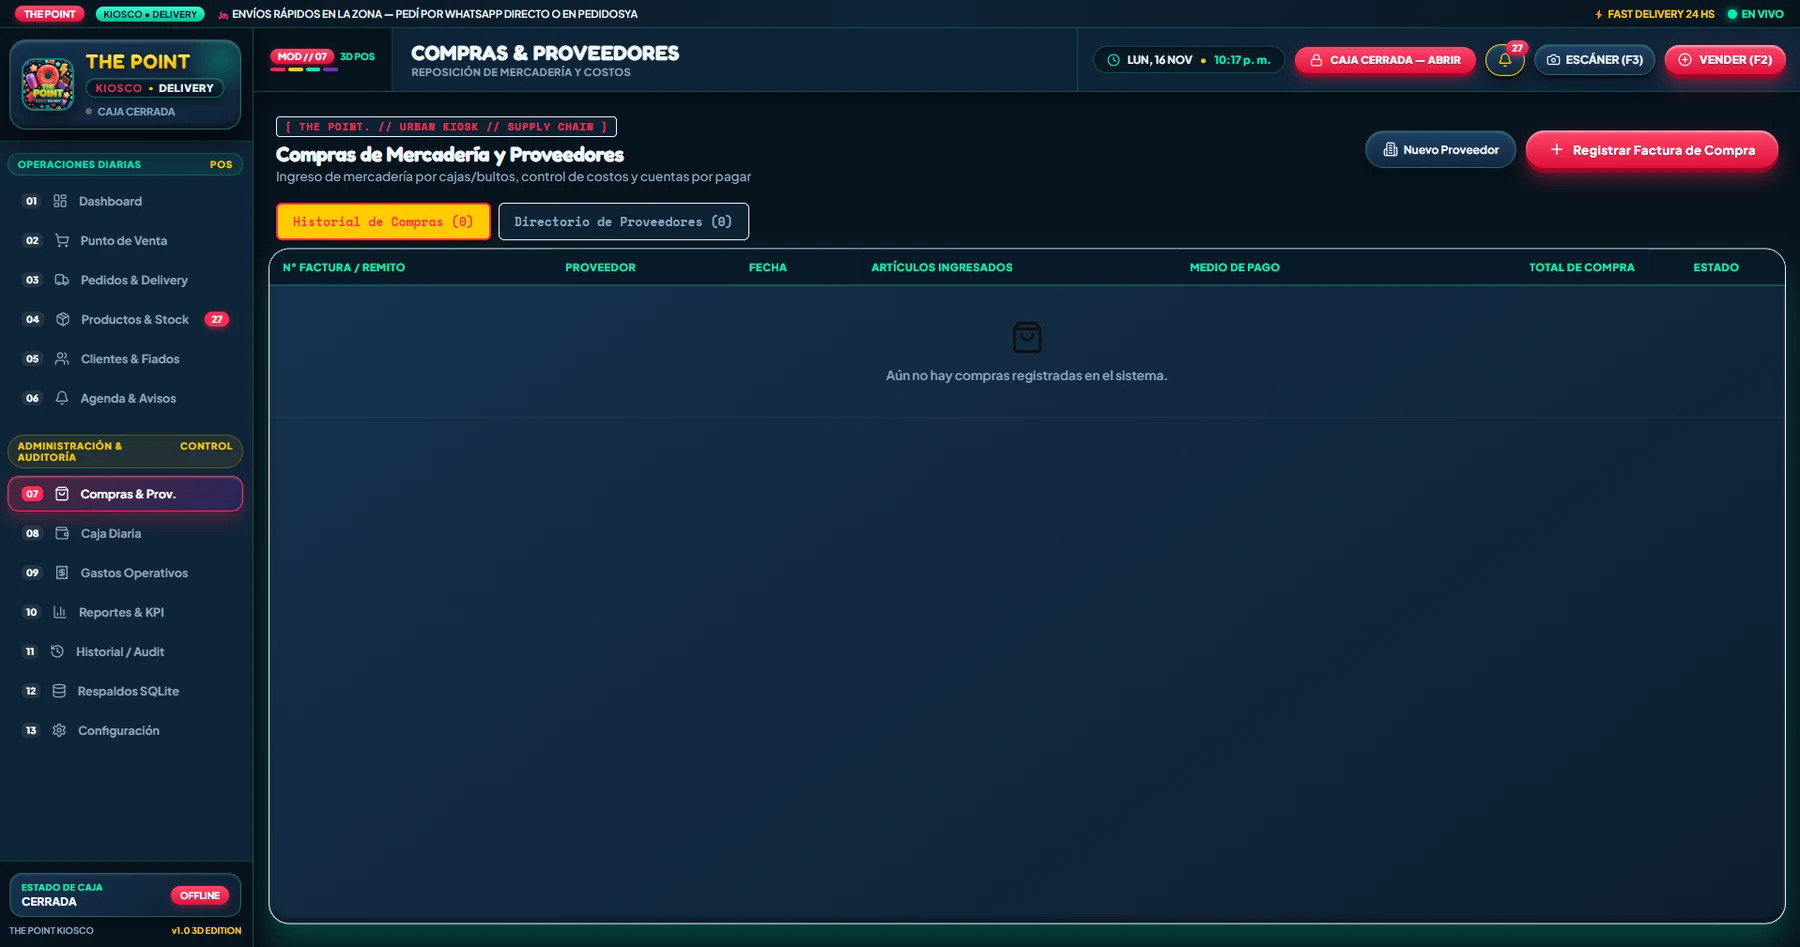 THE POINT
KIOSCO • DELIVERY
ENVÍOS RÁPIDOS EN LA ZONA — PEDÍ POR WHATSAPP DIRECTO O EN PEDIDOSYA
FAST DELIVERY 24 HS
EN VIVO
THE POINT
KIOSCO • DELIVERY
CAJA CERRADA
MOD // 07
3D POS
COMPRAS & PROVEEDORES
REPOSICIÓN DE MERCADERÍA Y COSTOS
LUN, 16 NOV • 10:17 p. m.
CAJA CERRADA — ABRIR
27
ESCÁNER (F3)
VENDER (F2)
OPERACIONES DIARIAS POS
01 Dashboard
02 Punto de Venta
03 Pedidos & Delivery
04 Productos & Stock 27
05 Clientes & Fiados
06 Agenda & Avisos
ADMINISTRACIÓN & AUDITORÍA CONTROL
07 Compras & Prov.
08 Caja Diaria
09 Gastos Operativos
10 Reportes & KPI
11 Historial / Audit
12 Respaldos SQLite
13 Configuración
ESTADO DE CAJA
CERRADA
OFFLINE
THE POINT KIOSCO
v1.0 3D EDITION
[ THE POINT. // URBAN KIOSK // SUPPLY CHAIN ]
Compras de Mercadería y Proveedores
Ingreso de mercadería por cajas/bultos, control de costos y cuentas por pagar
Nuevo Proveedor
Registrar Factura de Compra
Historial de Compras (0)
Directorio de Proveedores (0)
N° FACTURA / REMITO PROVEEDOR FECHA ARTÍCULOS INGRESADOS MEDIO DE PAGO TOTAL DE COMPRA ESTADO
Aún no hay compras registradas en el sistema.